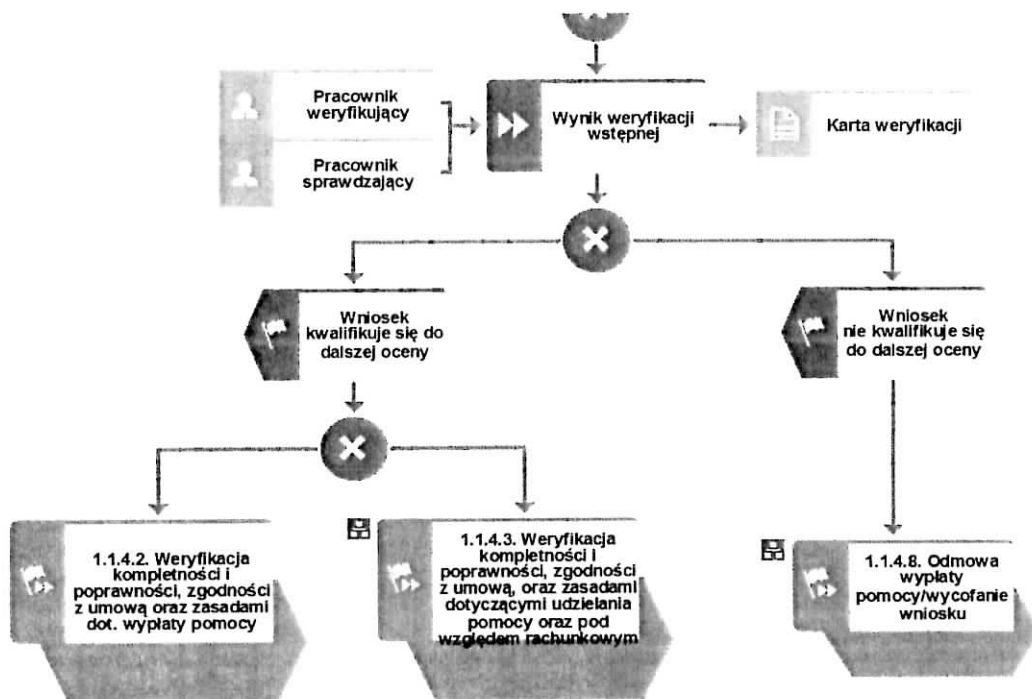 Pracownik
weryfikujący
Pracownik
sprawdzający
Wynik weryfikacji
wstępnej
Karta weryfikacji
Wniosek
kwalifikuje się do
dalszej oceny
Wniosek
nie kwalifikuje się
do dalszej oceny
1.1.4.2. Weryfikacja
kompletności i
poprawności, zgodności
z umową oraz zasadami
dot. wypłaty pomocy
1.1.4.3. Weryfikacja
kompletności i
poprawności, zgodności
z umową, oraz zasadami
dotyczącymi udzielania
pomocy oraz pod
względem rachunkowym
1.1.4.8. Odmowa
wypłaty
pomocy/wycofanie
wniosku